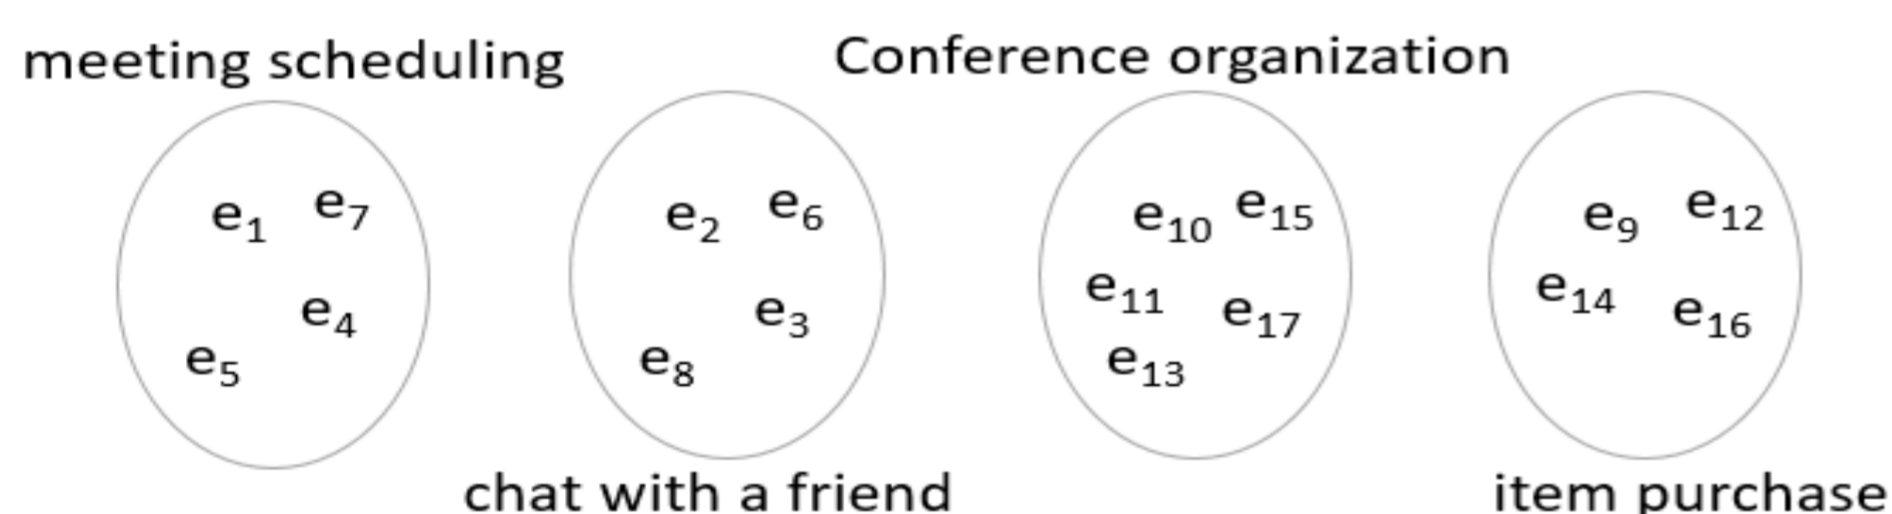 meeting scheduling
Conference organization
e₁ e₇
e₄
e₅
e₂ e₆
e₃
e₈
e₁₀ e₁₅
e₁₁ e₁₇
e₁₃
e₉ e₁₂
e₁₄ e₁₆
chat with a friend
item purchase